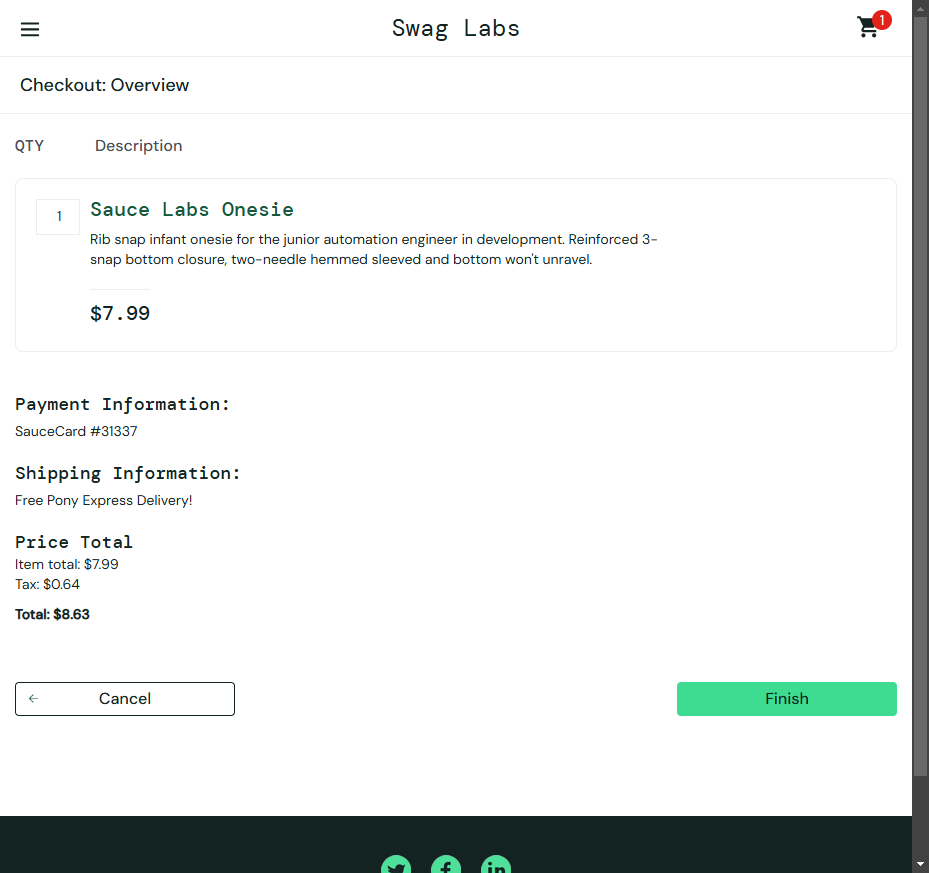 Swag Labs
1
Checkout: Overview
QTY Description
1
Sauce Labs Onesie
Rib snap infant onesie for the junior automation engineer in development. Reinforced 3-
snap bottom closure, two-needle hemmed sleeved and bottom won't unravel.
$7.99
Payment Information:
SauceCard #31337
Shipping Information:
Free Pony Express Delivery!
Price Total
Item total: $7.99
Tax: $0.64
Total: $8.63
Cancel
Finish